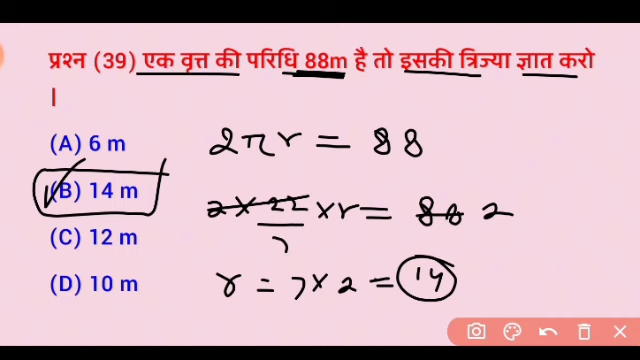 प्रश्न (39) एक वृत्त की परिधि 88m है तो इसकी त्रिज्या ज्ञात करो
।
(A) 6 m
(B) 14 m
(C) 12 m
(D) 10 m
2πr = 88
2 × 22/7 × r = 88 2
r = 7 × 2 = 14